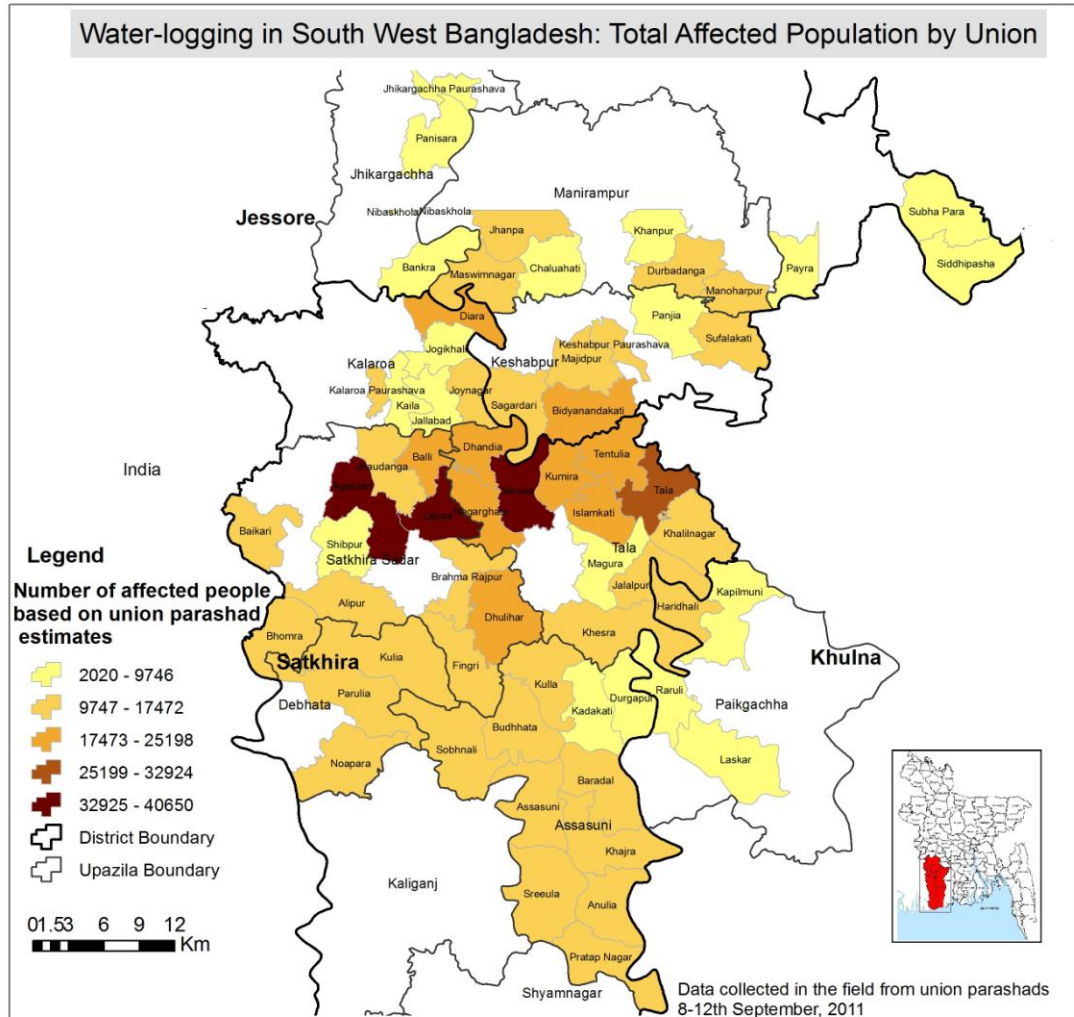 Water-logging in South West Bangladesh: Total Affected Population by Union
Jhikargachha Paurashava
Panisara
Jhikargachha
Manirampur
Nibaskhola
Nibaskhola
Jessore
Subha Para
Jhanpa
Khanpur
Bankra
Maswimnagar
Chaluahati
Durbadanga
Payra
Siddhipasha
Manoharpur
Diara
Panjia
Jogikhali
Keshabpur Paurashava
Sufalakati
Kalaroa
Keshabpur
Majidpur
Kalaroa Paurashava
Joynagar
Kaila
Sagardari
Bidyanandakati
Jallabad
Dhandia
India
Balli
Tentulia
Kumira
Tala
Islamkati
Baikari
Khalilnagar
Shibpur
Tala
Satkhira Sadar
Magura
Brahma Rajpur
Jalalpur
Kapilmuni
Alipur
Haridhali
Dhulihar
Bhomra
Khesra
Satkhira
Kulia
Fingri
Khulna
Kulla
Parulia
Durgapur
Raruli
Debhata
Kadakati
Paikgachha
Budhhata
Sobhnali
Noapara
Laskar
Baradal
Assasuni
Assasuni
Khajra
Kaliganj
Sreeula
Anulia
Pratap Nagar
Shyamnagar
Legend
Number of affected people
based on union parashad
estimates
2020 - 9746
9747 - 17472
17473 - 25198
25199 - 32924
32925 - 40650
District Boundary
Upazila Boundary
01.53 6 9 12
Km
Data collected in the field from union parashads
8-12th September, 2011